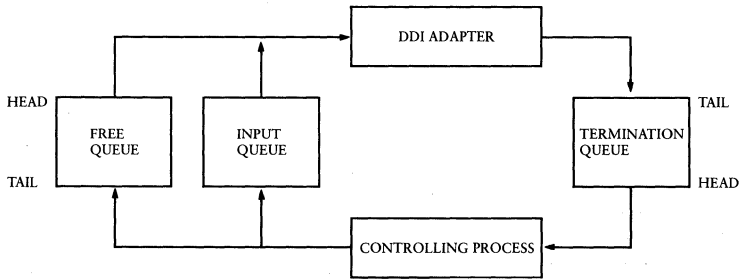 DDI ADAPTER
HEAD
FREE
QUEUE
INPUT
QUEUE
TERMINATION
QUEUE
TAIL
TAIL
HEAD
CONTROLLING PROCESS